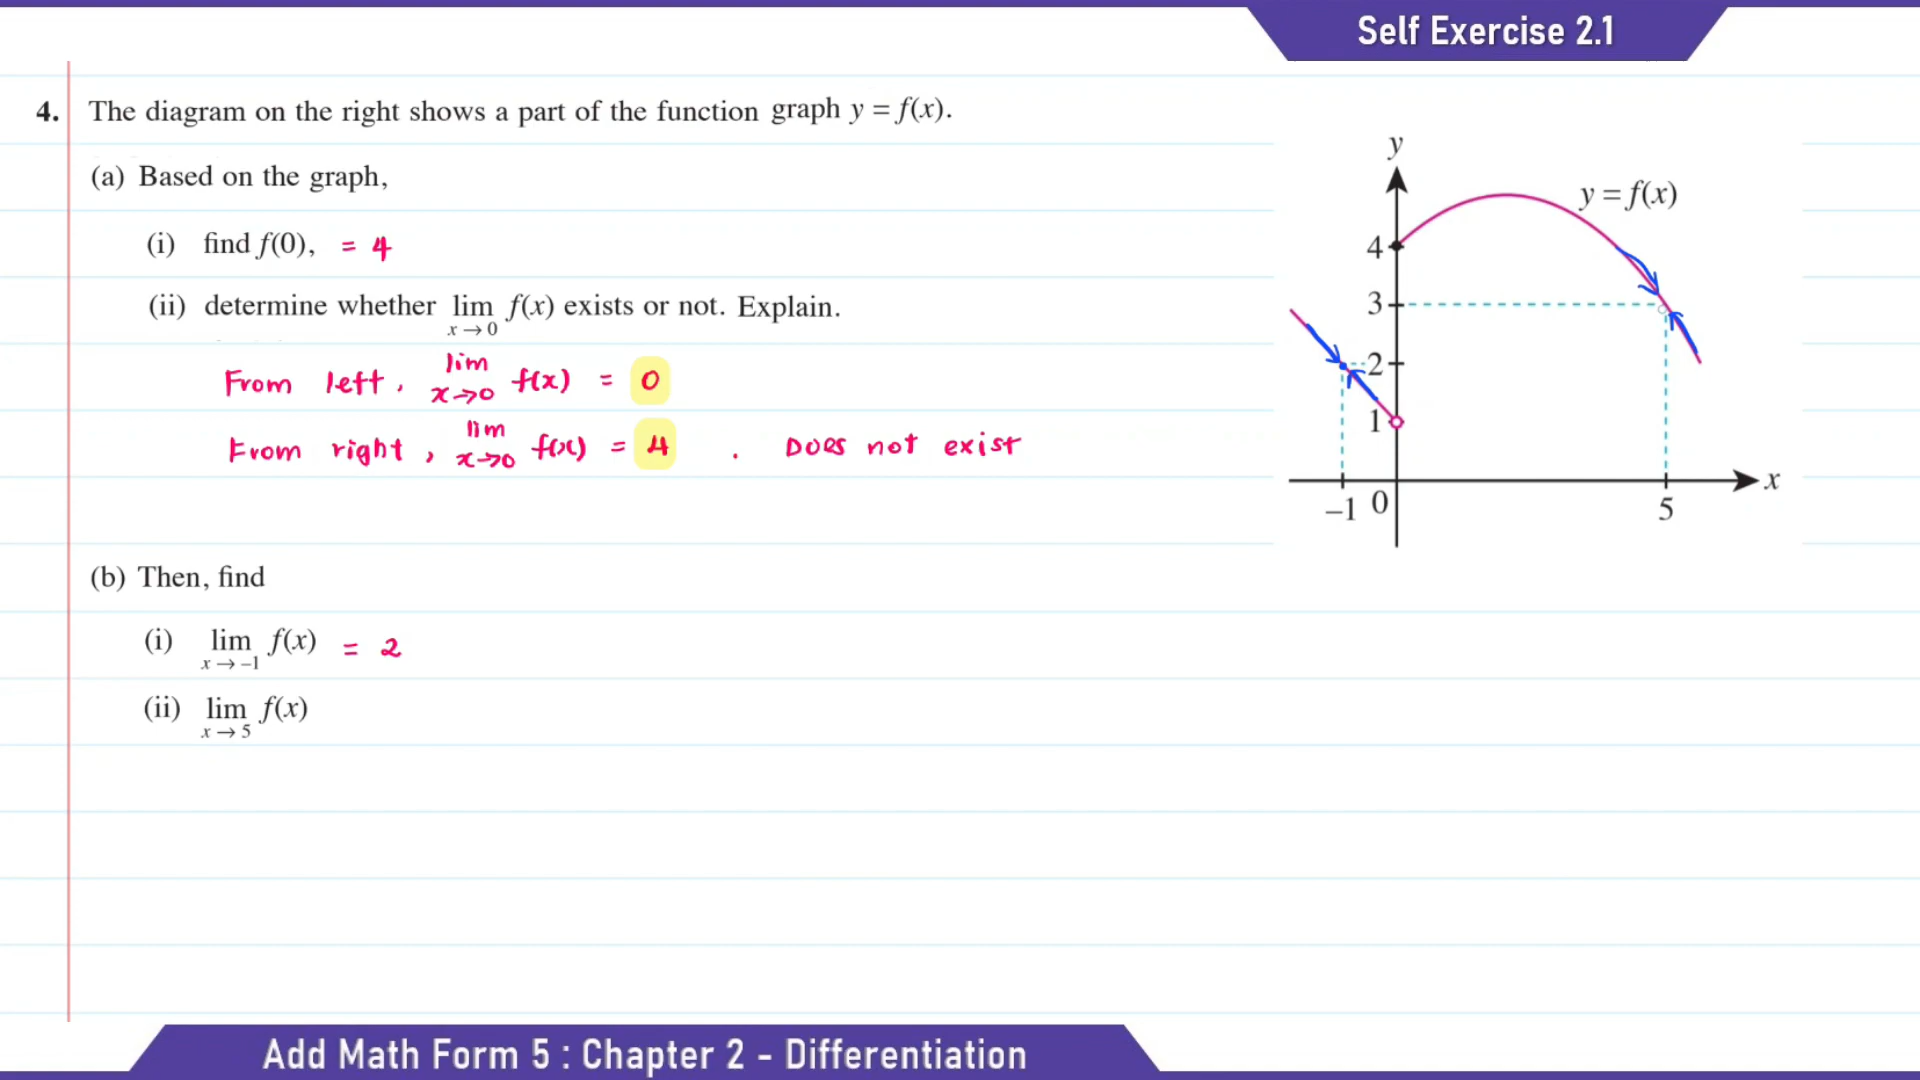 Self Exercise 2.1
4. The diagram on the right shows a part of the function graph y = f(x).
(a) Based on the graph,
(i) find f(0), = 4
(ii) determine whether lim f(x) exists or not. Explain.
x → 0
From left, lim f(x) = 0
x → 0
From right, lim f(x) = 4 . Does not exist
x → 0
(b) Then, find
(i) lim f(x) = 2
x → –1
(ii) lim f(x)
x → 5
y
y = f(x)
4
3
2
1
–1 0 5 x
Add Math Form 5 : Chapter 2 - Differentiation